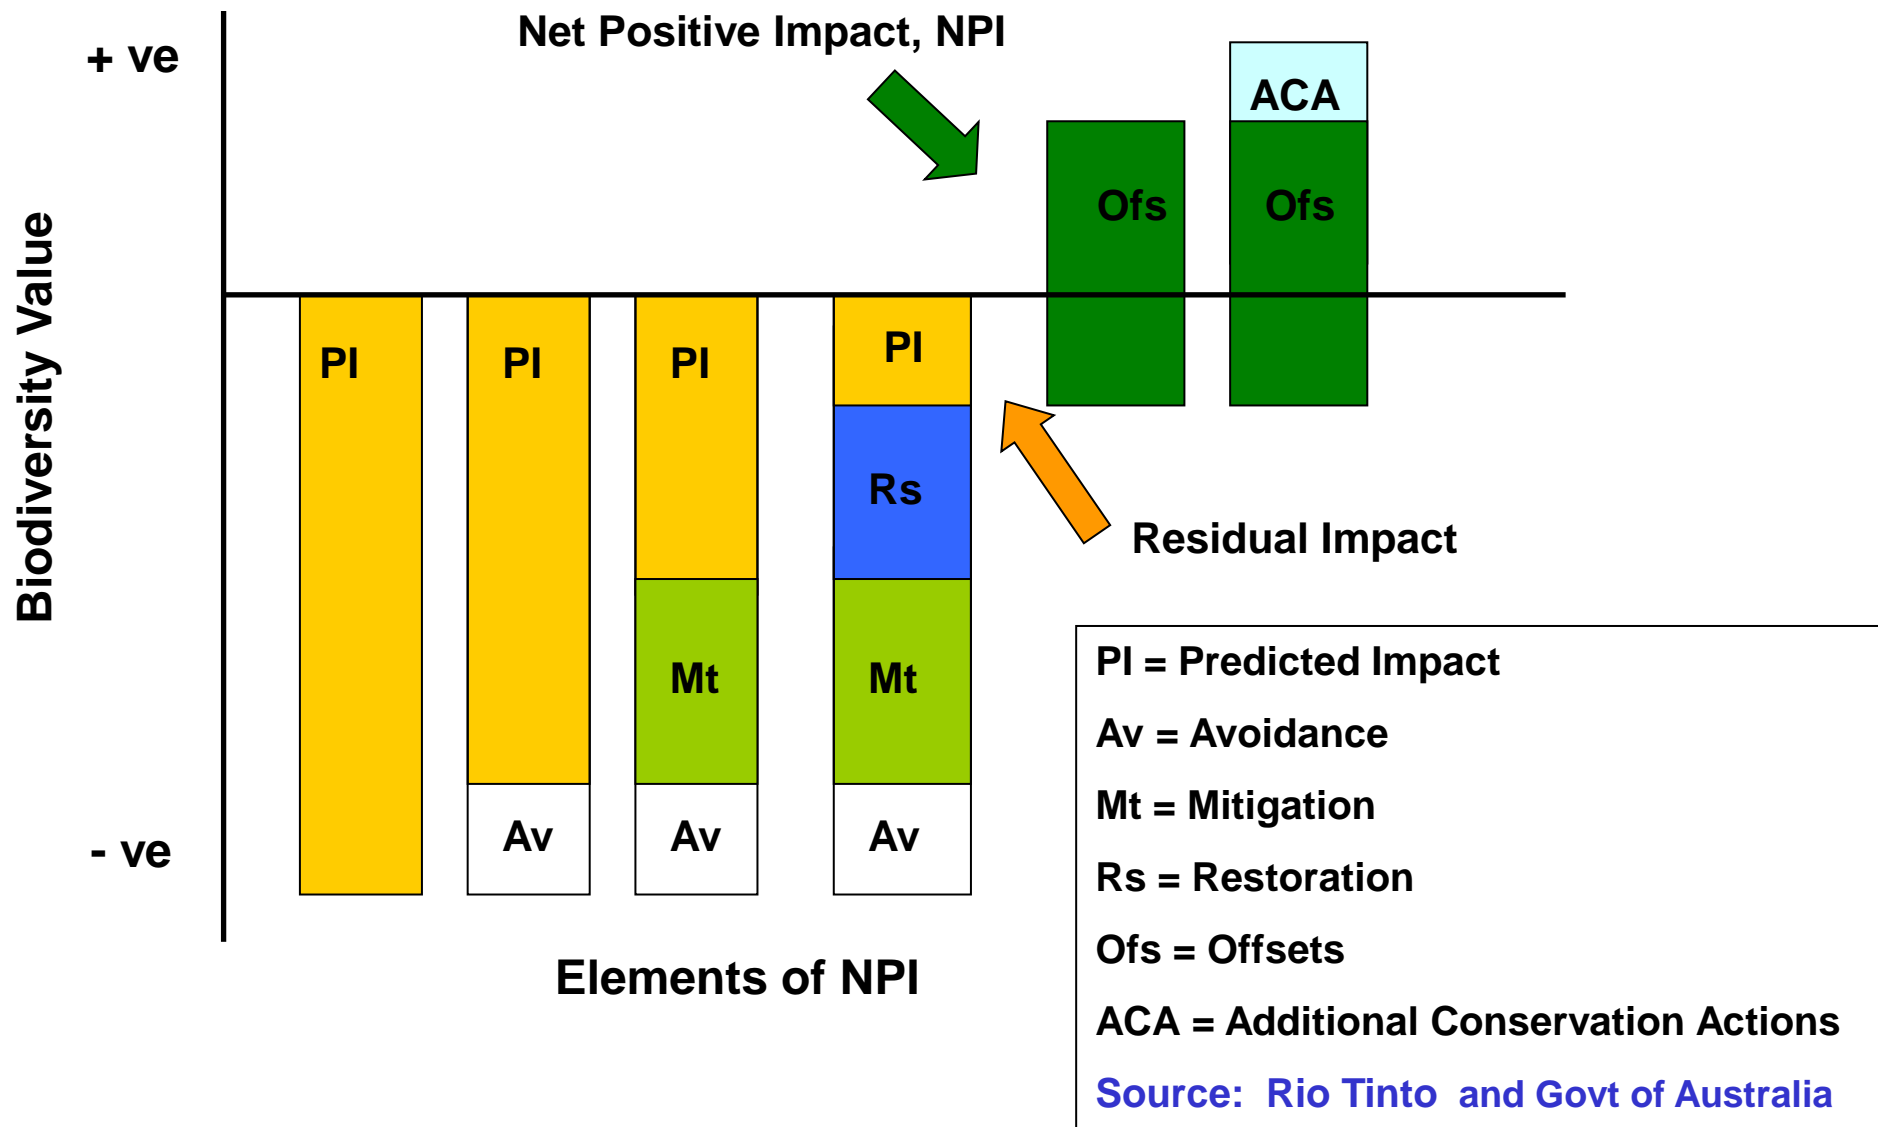 Net Positive Impact, NPI
+ ve
ACA
Ofs
Ofs
Biodiversity Value
PI
PI
PI
PI
Rs
Residual Impact
Mt
Mt
- ve
Av
Av
Av
Elements of NPI
PI = Predicted Impact
Av = Avoidance
Mt = Mitigation
Rs = Restoration
Ofs = Offsets
ACA = Additional Conservation Actions
Source: Rio Tinto and Govt of Australia